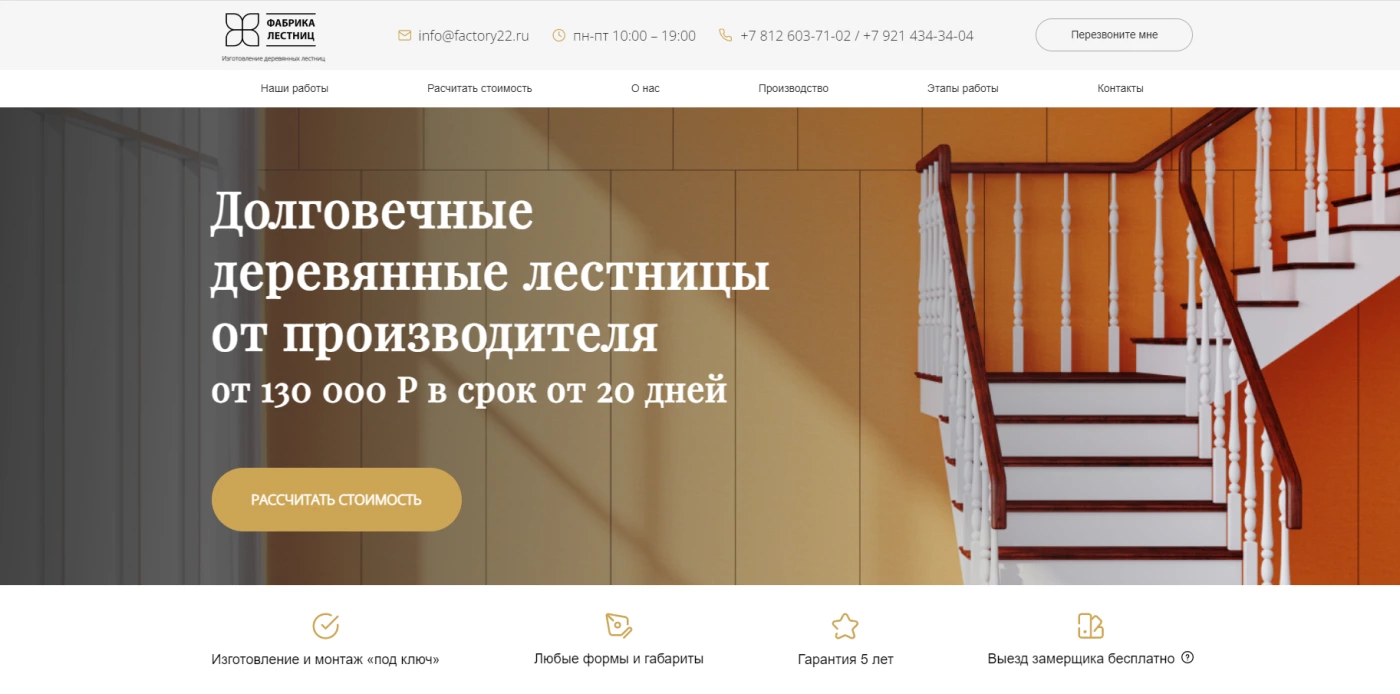 ФАБРИКА
ЛЕСТНИЦ
Изготовление деревянных лестниц
info@factory22.ru
пн-пт 10:00 – 19:00
+7 812 603-71-02 / +7 921 434-34-04
Перезвоните мне
Наши работы
Расчитать стоимость
О нас
Производство
Этапы работы
Контакты
Долговечные
деревянные лестницы
от производителя
от 130 000 Р в срок от 20 дней
РАССЧИТАТЬ СТОИМОСТЬ
Изготовление и монтаж «под ключ»
Любые формы и габариты
Гарантия 5 лет
Выезд замерщика бесплатно ?